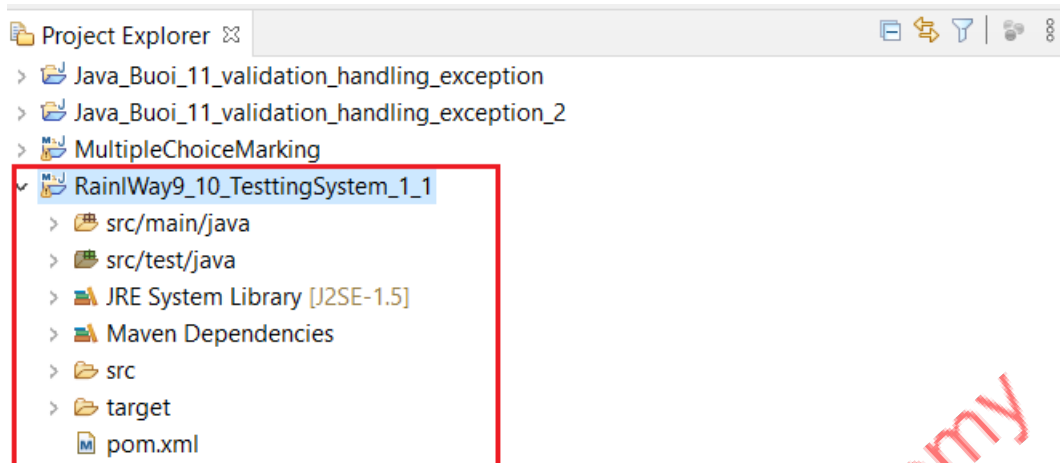 Project Explorer
Java_Buoi_11_validation_handling_exception
Java_Buoi_11_validation_handling_exception_2
MultipleChoiceMarking
RainlWay9_10_TesttingSystem_1_1
src/main/java
src/test/java
JRE System Library [J2SE-1.5]
Maven Dependencies
src
target
pom.xml